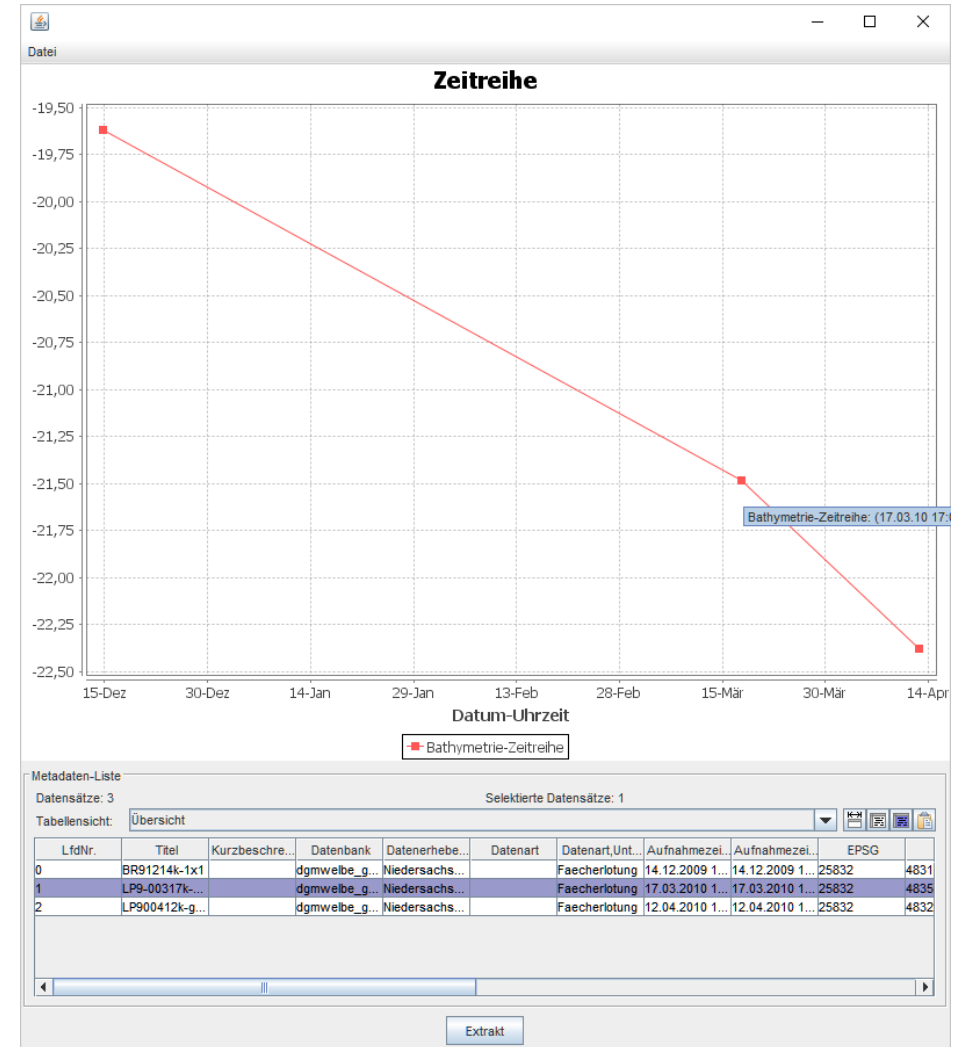 Datei
Zeitreihe
-19,50
-19,75
-20,00
-20,25
-20,50
-20,75
-21,00
-21,25
-21,50
-21,75
-22,00
-22,25
-22,50
Bathymetrie-Zeitreihe: (17.03.10 17:0
15-Dez 30-Dez 14-Jan 29-Jan 13-Feb 28-Feb 15-Mär 30-Mär 14-Apr
Datum-Uhrzeit
Bathymetrie-Zeitreihe
Metadaten-Liste
Datensätze: 3 Selektierte Datensätze: 1
Tabellensicht: Übersicht
LfdNr. Titel Kurzbeschre... Datenbank Datenerhebe... Datenart Datenart,Unt... Aufnahmezei... Aufnahmezei... EPSG
0 BR91214k-1x1 dgmwelbe_g... Niedersachs... Faecherlotung 14.12.2009 1... 14.12.2009 1... 25832 4831
1 LP9-00317k-... dgmwelbe_g... Niedersachs... Faecherlotung 17.03.2010 1... 17.03.2010 1... 25832 4835
2 LP900412k-g... dgmwelbe_g... Niedersachs... Faecherlotung 12.04.2010 1... 12.04.2010 1... 25832 4832
Extrakt